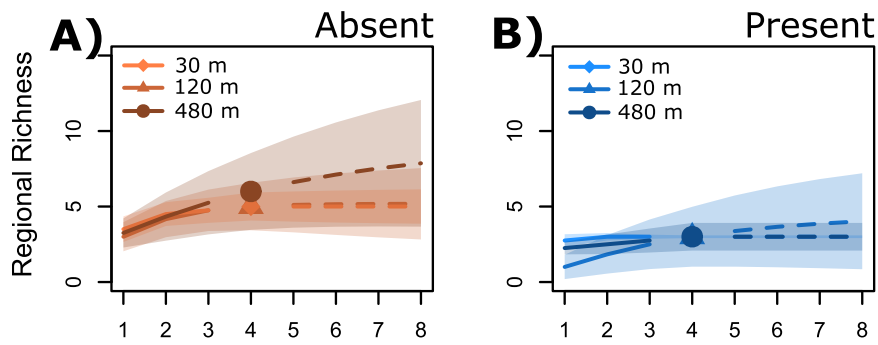 A)
Absent
Regional Richness
30 m
120 m
480 m
0 5 10
1 2 3 4 5 6 7 8
B)
Present
30 m
120 m
480 m
0 5 10
1 2 3 4 5 6 7 8